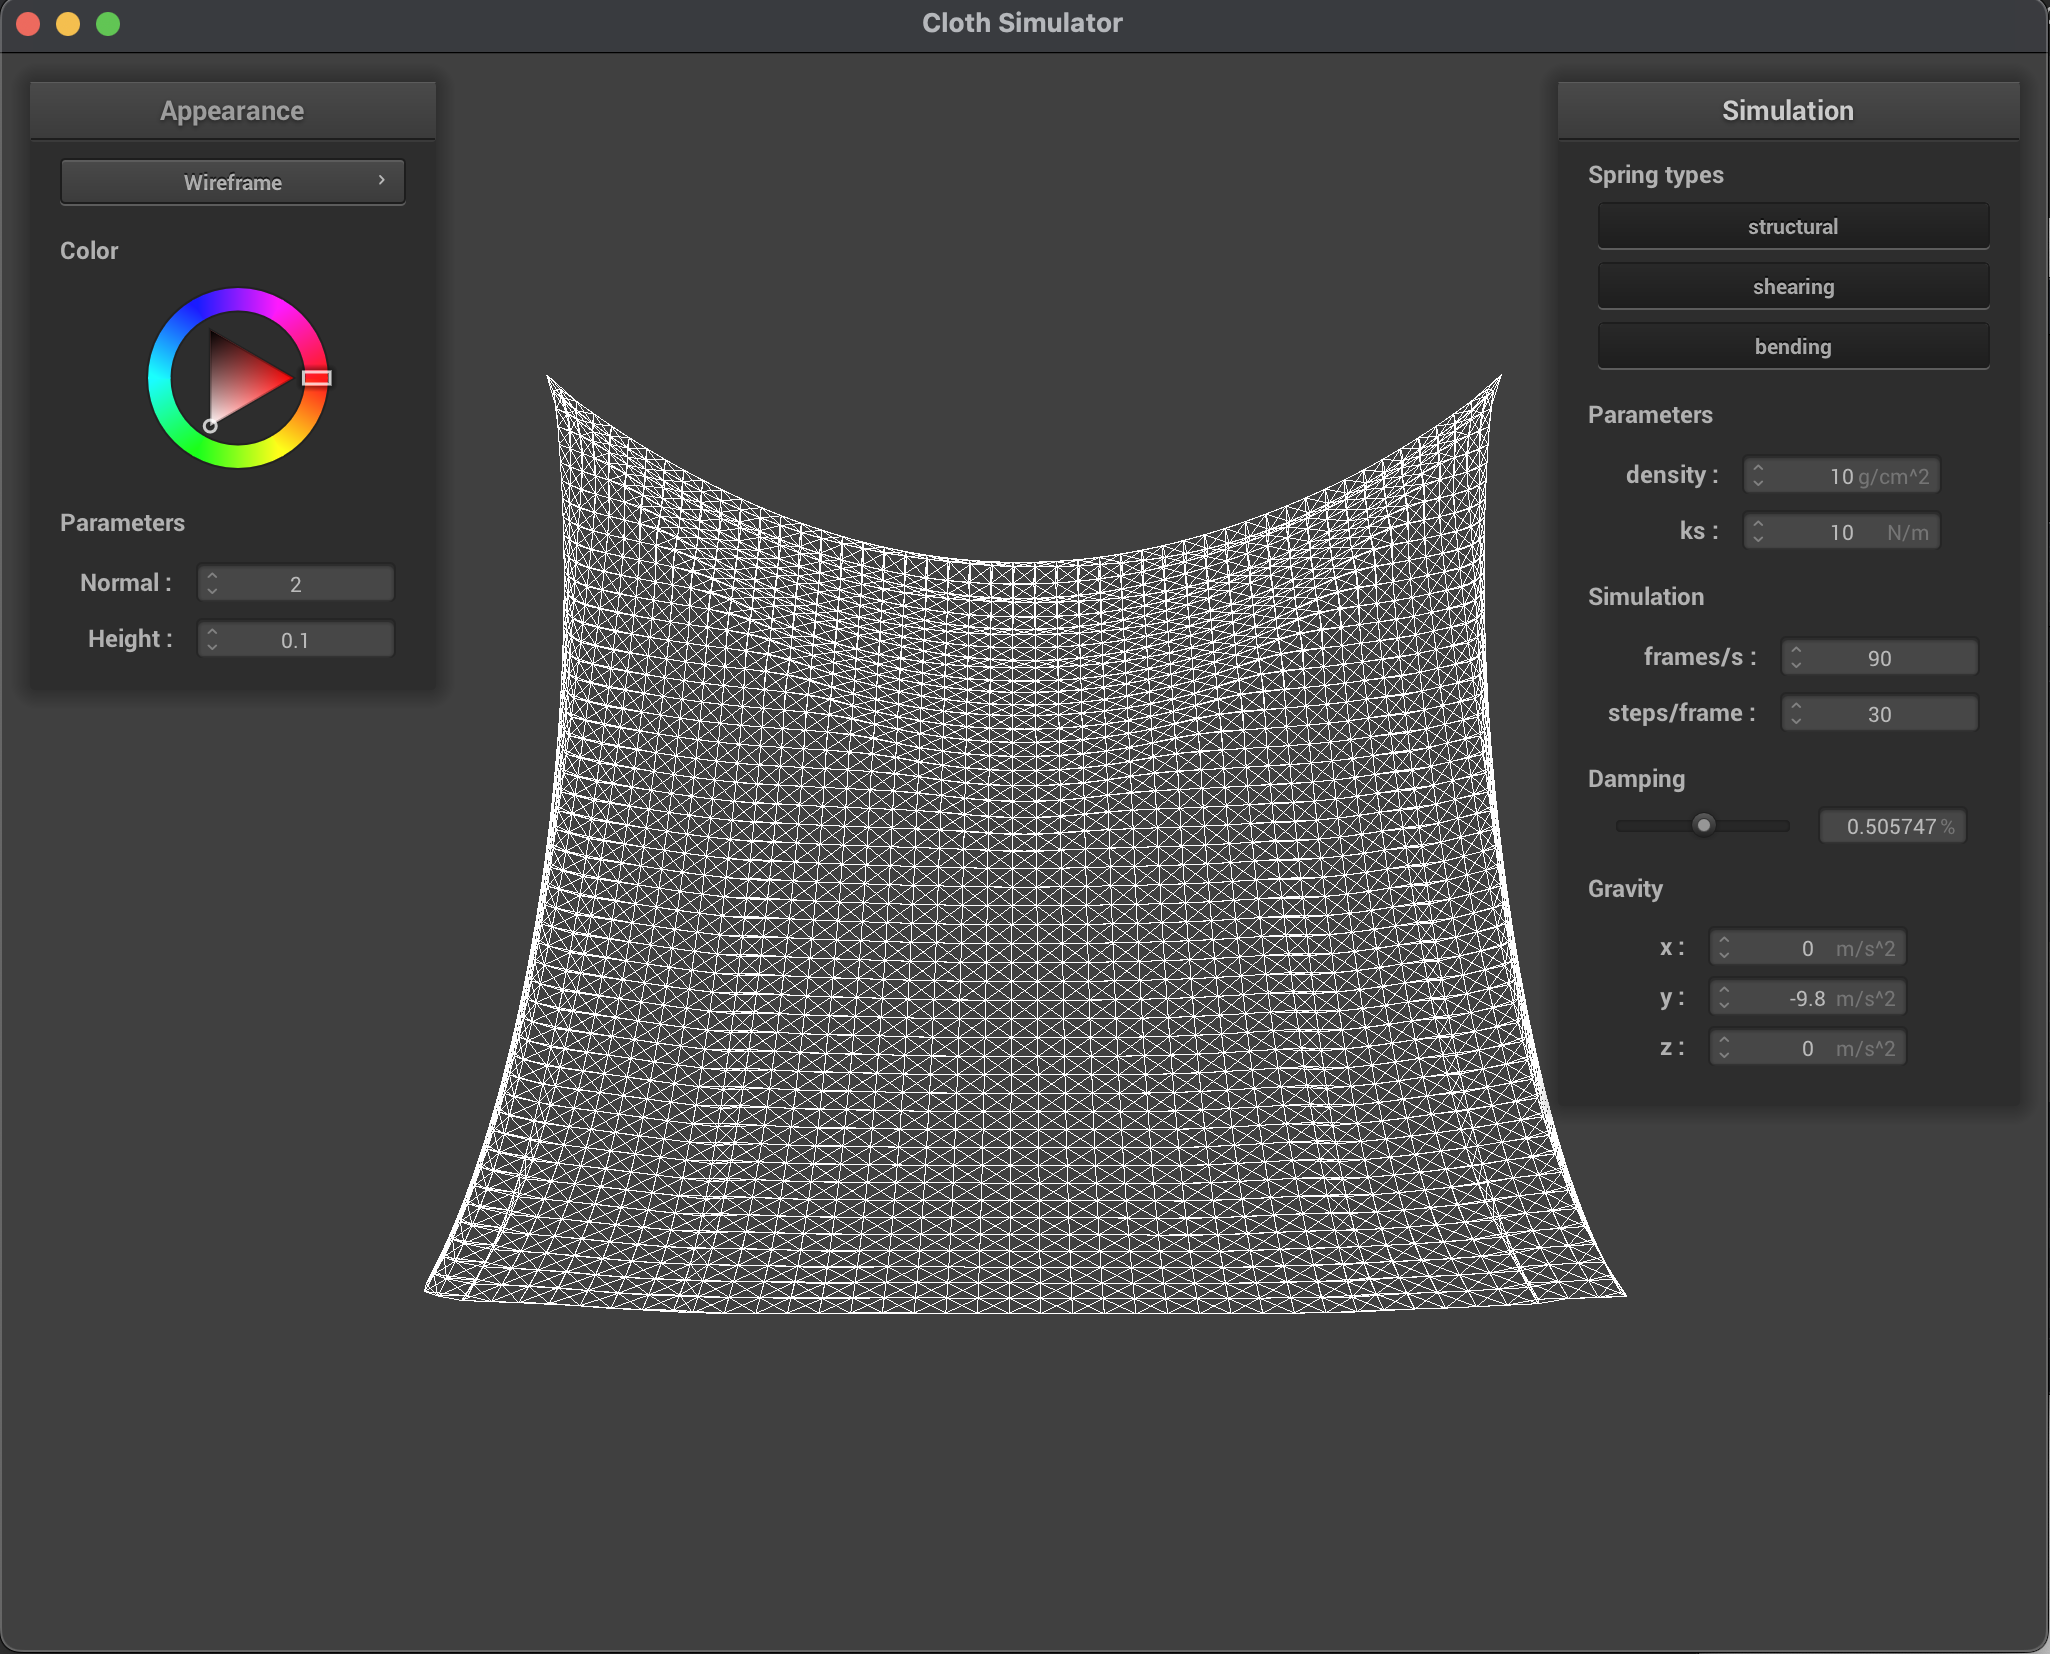 Cloth Simulator
Appearance
Wireframe
Color
Parameters
Normal : 2
Height : 0.1
Simulation
Spring types
structural
shearing
bending
Parameters
density : 10 g/cm^2
ks : 10 N/m
Simulation
frames/s : 90
steps/frame : 30
Damping
0.505747 %
Gravity
x : 0 m/s^2
y : -9.8 m/s^2
z : 0 m/s^2